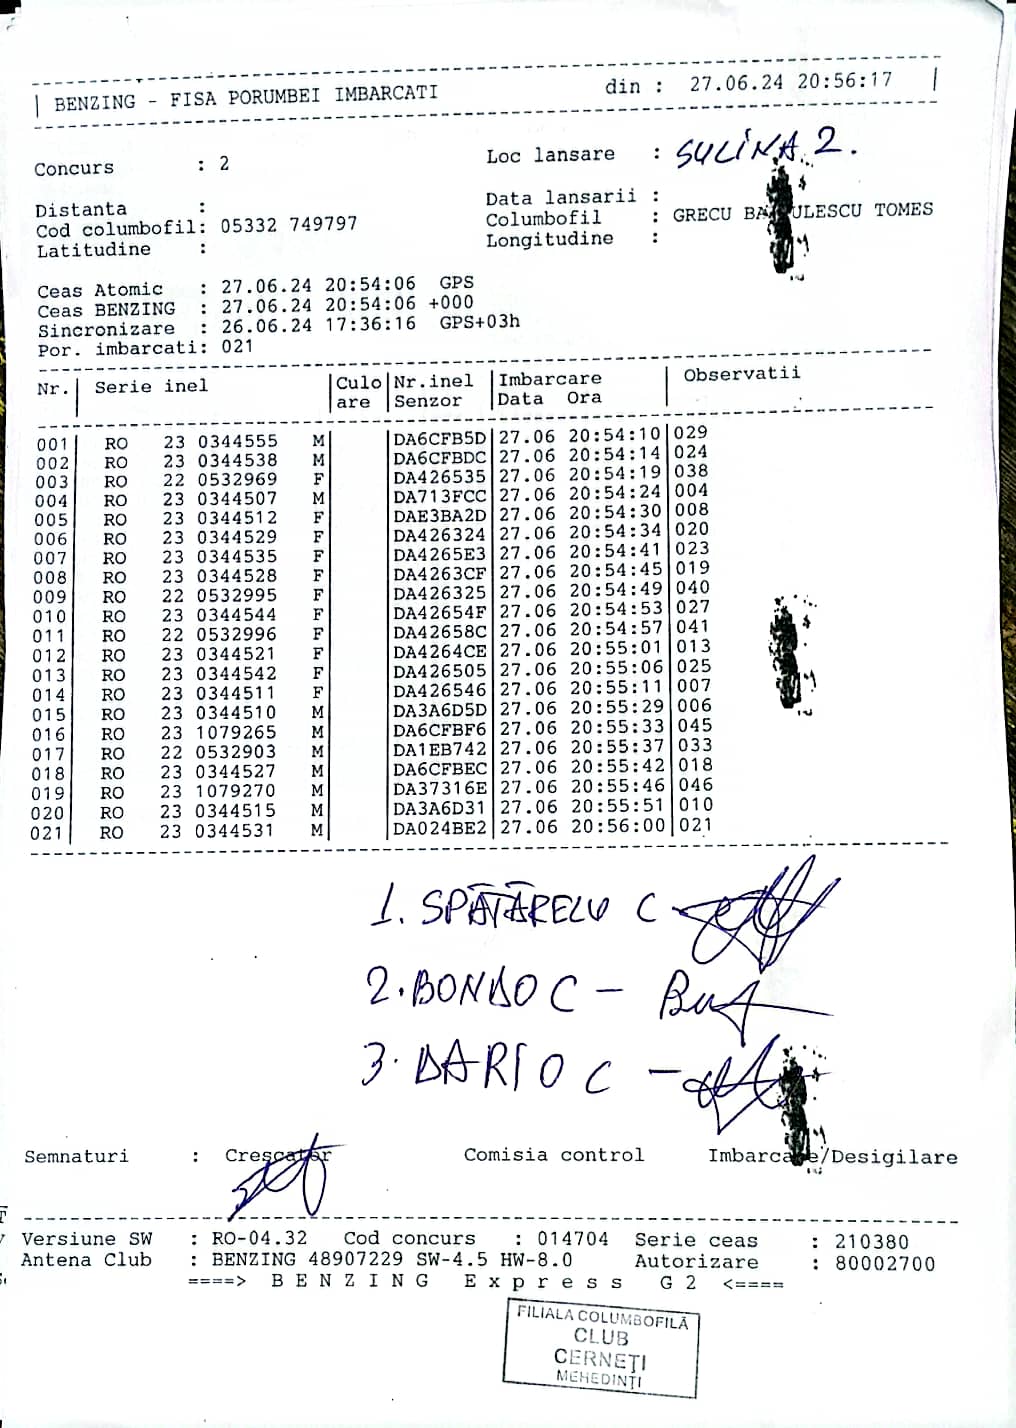 BENZING - FISA PORUMBEI IMBARCATI din : 27.06.24 20:56:17
Concurs : 2 Loc lansare : SULINA 2.
Distanta : Data lansarii :
Cod columbofil: 05332 749797 Columbofil : GRECU TOMES
Latitudine : Longitudine :
Ceas Atomic : 27.06.24 20:54:06 GPS
Ceas BENZING : 27.06.24 20:54:06 +000
Sincronizare : 26.06.24 17:36:16 GPS+03h
Por. imbarcati: 021
Nr. Serie inel Culo Nr.inel Imbarcare Observatii
are Senzor Data Ora
001 RO 23 0344555 M DA6CFB5D 27.06 20:54:10 029
002 RO 23 0344538 M DA6CFBDC 27.06 20:54:14 024
003 RO 22 0532969 F DA426535 27.06 20:54:19 038
004 RO 23 0344507 M DA713FCC 27.06 20:54:24 004
005 RO 23 0344512 F DAE3BA2D 27.06 20:54:30 008
006 RO 23 0344529 F DA426324 27.06 20:54:34 020
007 RO 23 0344535 F DA4265E3 27.06 20:54:41 023
008 RO 23 0344528 F DA4263CF 27.06 20:54:45 019
009 RO 22 0532995 F DA426325 27.06 20:54:49 040
010 RO 23 0344544 F DA42654F 27.06 20:54:53 027
011 RO 22 0532996 F DA42658C 27.06 20:54:57 041
012 RO 23 0344521 F DA4264CE 27.06 20:55:01 013
013 RO 23 0344542 F DA426505 27.06 20:55:06 025
014 RO 23 0344511 F DA426546 27.06 20:55:11 007
015 RO 23 0344510 M DA3A6D5D 27.06 20:55:29 006
016 RO 23 1079265 M DA6CFBF6 27.06 20:55:33 045
017 RO 22 0532903 M DA1EB742 27.06 20:55:37 033
018 RO 23 0344527 M DA6CFBEC 27.06 20:55:42 018
019 RO 23 1079270 M DA37316E 27.06 20:55:46 046
020 RO 23 0344515 M DA3A6D31 27.06 20:55:51 010
021 RO 23 0344531 M DA024BE2 27.06 20:56:00 021
1. SPĂTĂRELU C
2. BONDOC -
3. DARIO C -
Semnaturi : Crescator Comisia control Imbarcare/Desigilare
Versiune SW : RO-04.32 Cod concurs : 014704 Serie ceas : 210380
Antena Club : BENZING 48907229 SW-4.5 HW-8.0 Autorizare : 80002700
====> B E N Z I N G E x p r e s s G 2 <====
FILIALA COLUMBOFILĂ
CLUB
CERNEȚI
MEHEDINȚI